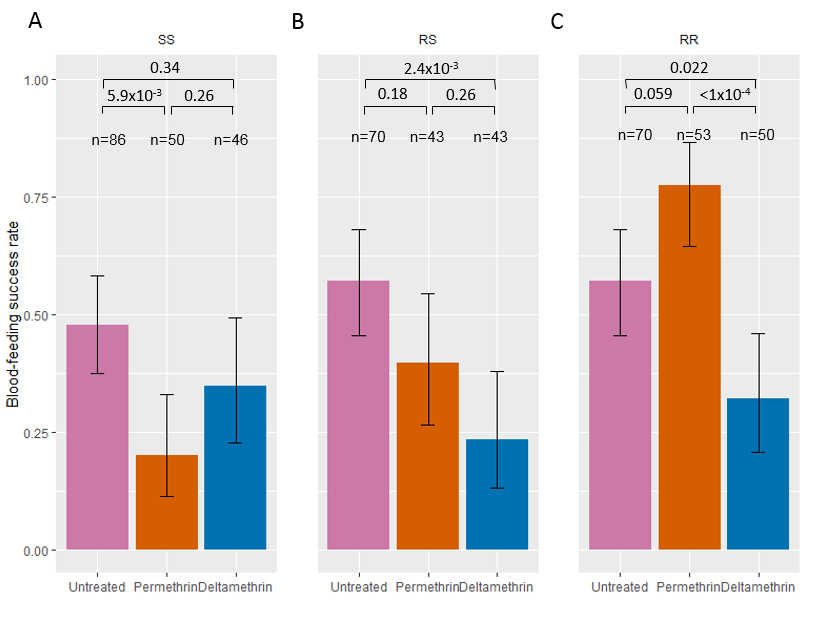 A
B
C
SS
RS
RR
0.34
5.9x10-3
0.26
n=86
n=50
n=46
2.4x10-3
0.18
0.26
n=70
n=43
n=43
0.022
0.059
<1x10-4
n=70
n=53
n=50
1.00
0.75
0.50
0.25
0.00
Blood-feeding success rate
Untreated
Permethrin
Deltamethrin
Untreated
Permethrin
Deltamethrin
Untreated
Permethrin
Deltamethrin